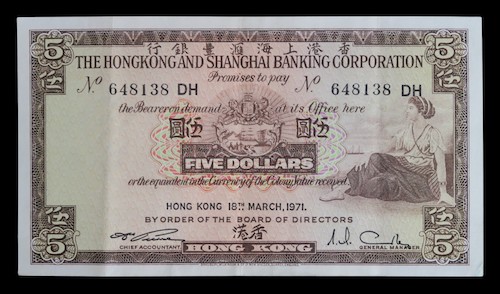 5 行銀豐滙海上港香 5
THE HONGKONG AND SHANGHAI BANKING CORPORATION
Promises to pay
伍 No 648138 DH No 648138 DH 伍
the Bearer on demand at its Office here
圓 伍
FIVE DOLLARS
or the equivalent in the Currency of the Colony Value received
HONG KONG 18TH MARCH, 1971.
BY ORDER OF THE BOARD OF DIRECTORS
伍 港香 伍
5 CHIEF ACCOUNTANT. HONG KONG GENERAL MANAGER 5